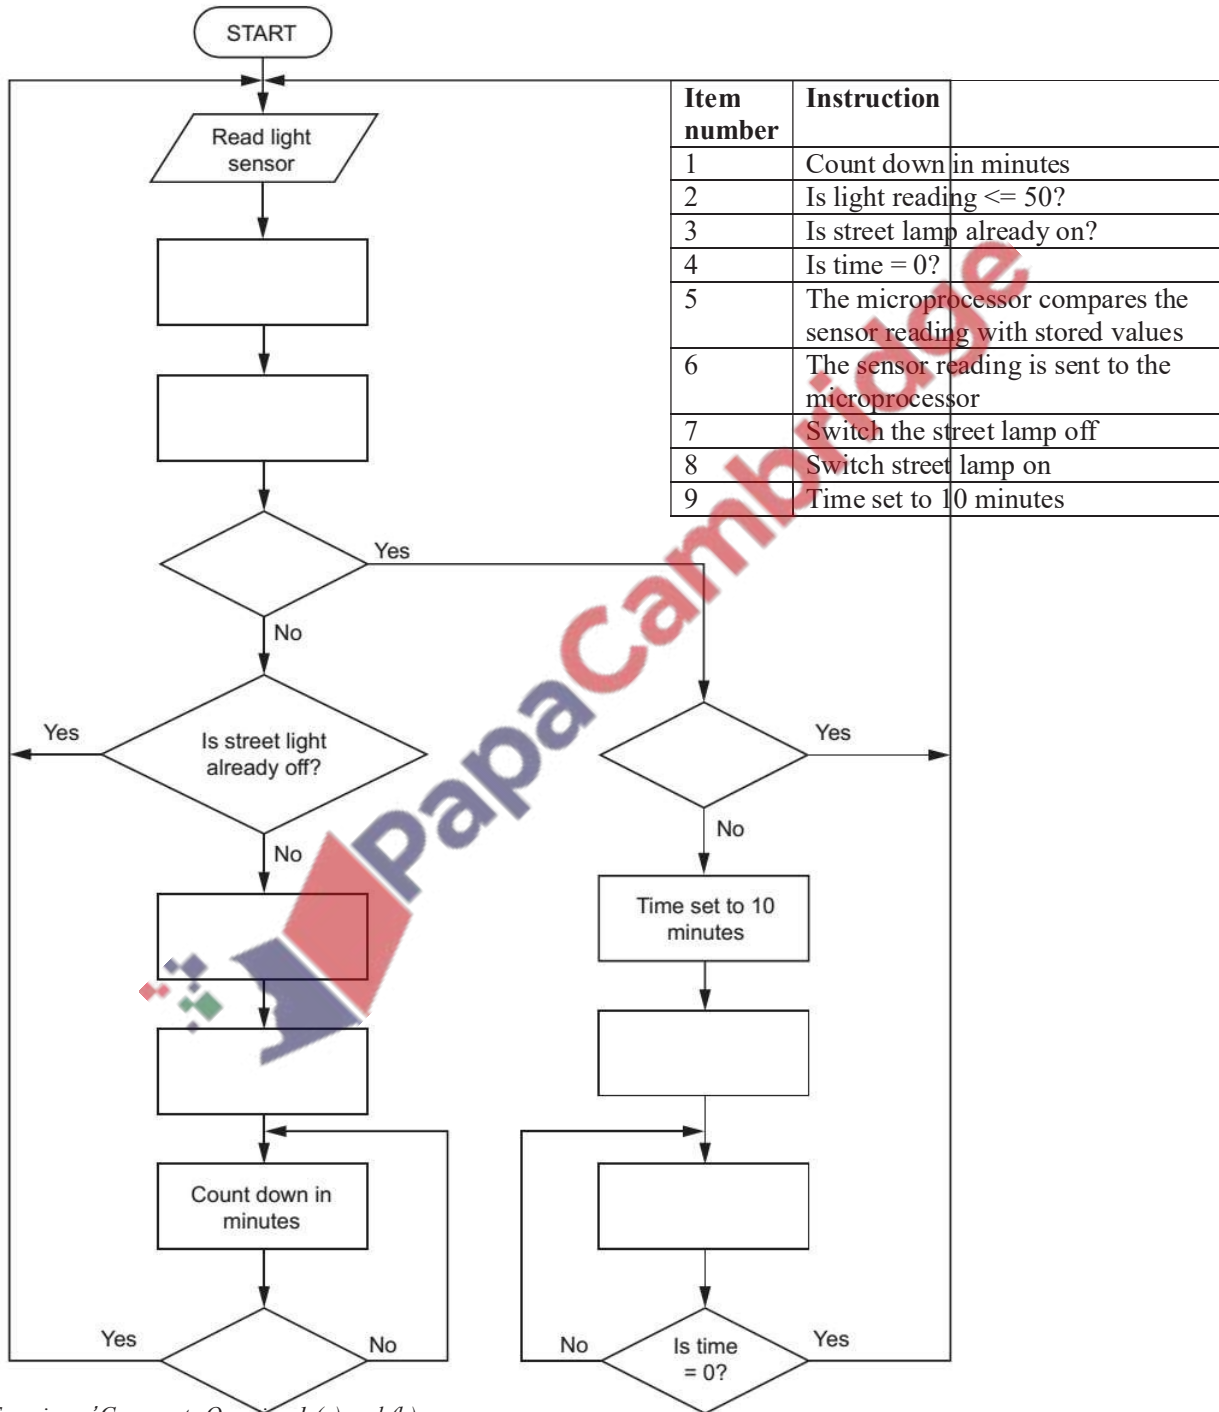 START
Read light
sensor
Item number
Instruction
1 Count down in minutes
2 Is light reading <= 50?
3 Is street lamp already on?
4 Is time = 0?
5 The microprocessor compares the
sensor reading with stored values
6 The sensor reading is sent to the
microprocessor
7 Switch the street lamp off
8 Switch street lamp on
9 Time set to 10 minutes
Yes
No
Yes
Is street light
already off?
No
Yes
No
Time set to 10
minutes
Count down in
minutes
Yes
No
No
Is time
= 0?
Yes
PapaCambridge